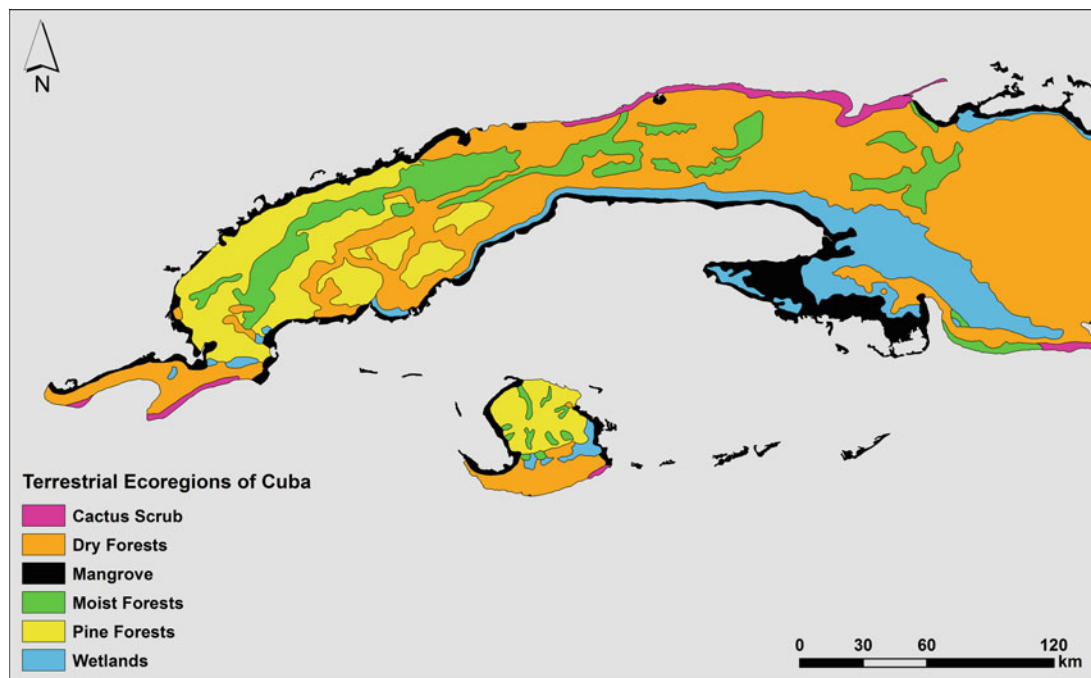 N
Terrestrial Ecoregions of Cuba
Cactus Scrub
Dry Forests
Mangrove
Moist Forests
Pine Forests
Wetlands
0 30 60 120
km